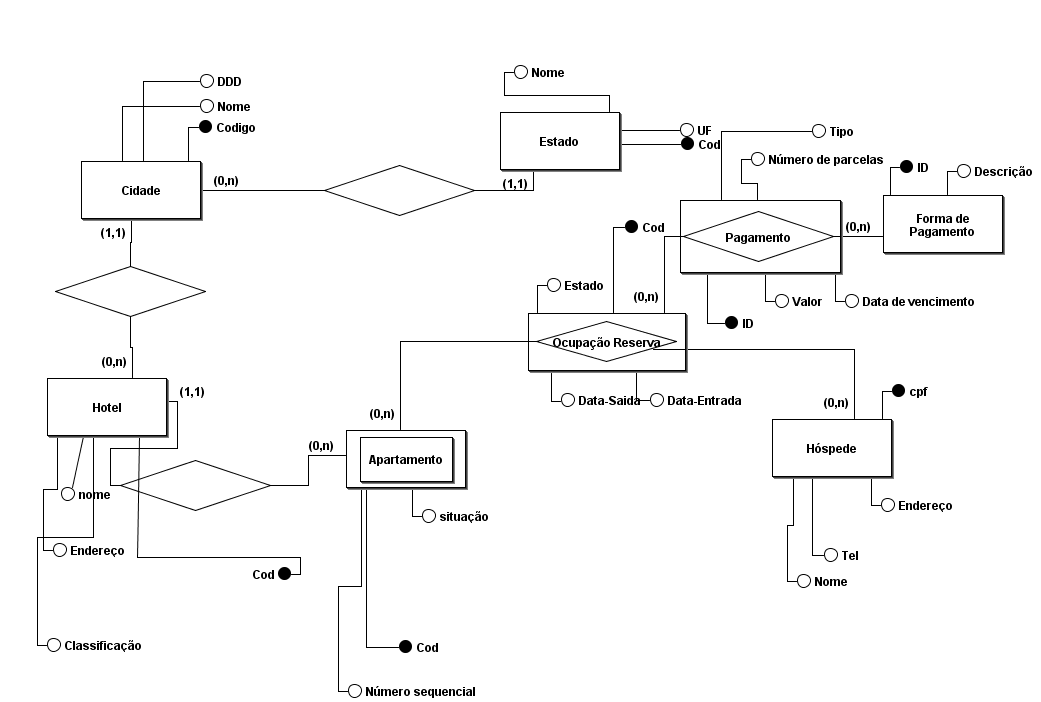 Nome
DDD
Nome
Codigo
Estado
UF
Cod
Tipo
Número de parcelas
ID
Descrição
Cidade
(0,n)
(1,1)
Forma de
Pagamento
Pagamento
(0,n)
(1,1)
Cod
Estado
(0,n)
Valor
Data de vencimento
ID
Ocupação Reserva
(0,n)
Hotel
(1,1)
Data-Saida
Data-Entrada
cpf
(0,n)
(0,n)
(0,n)
Apartamento
Hóspede
nome
situação
Endereço
Endereço
Tel
Cod
Nome
Classificação
Cod
Número sequencial